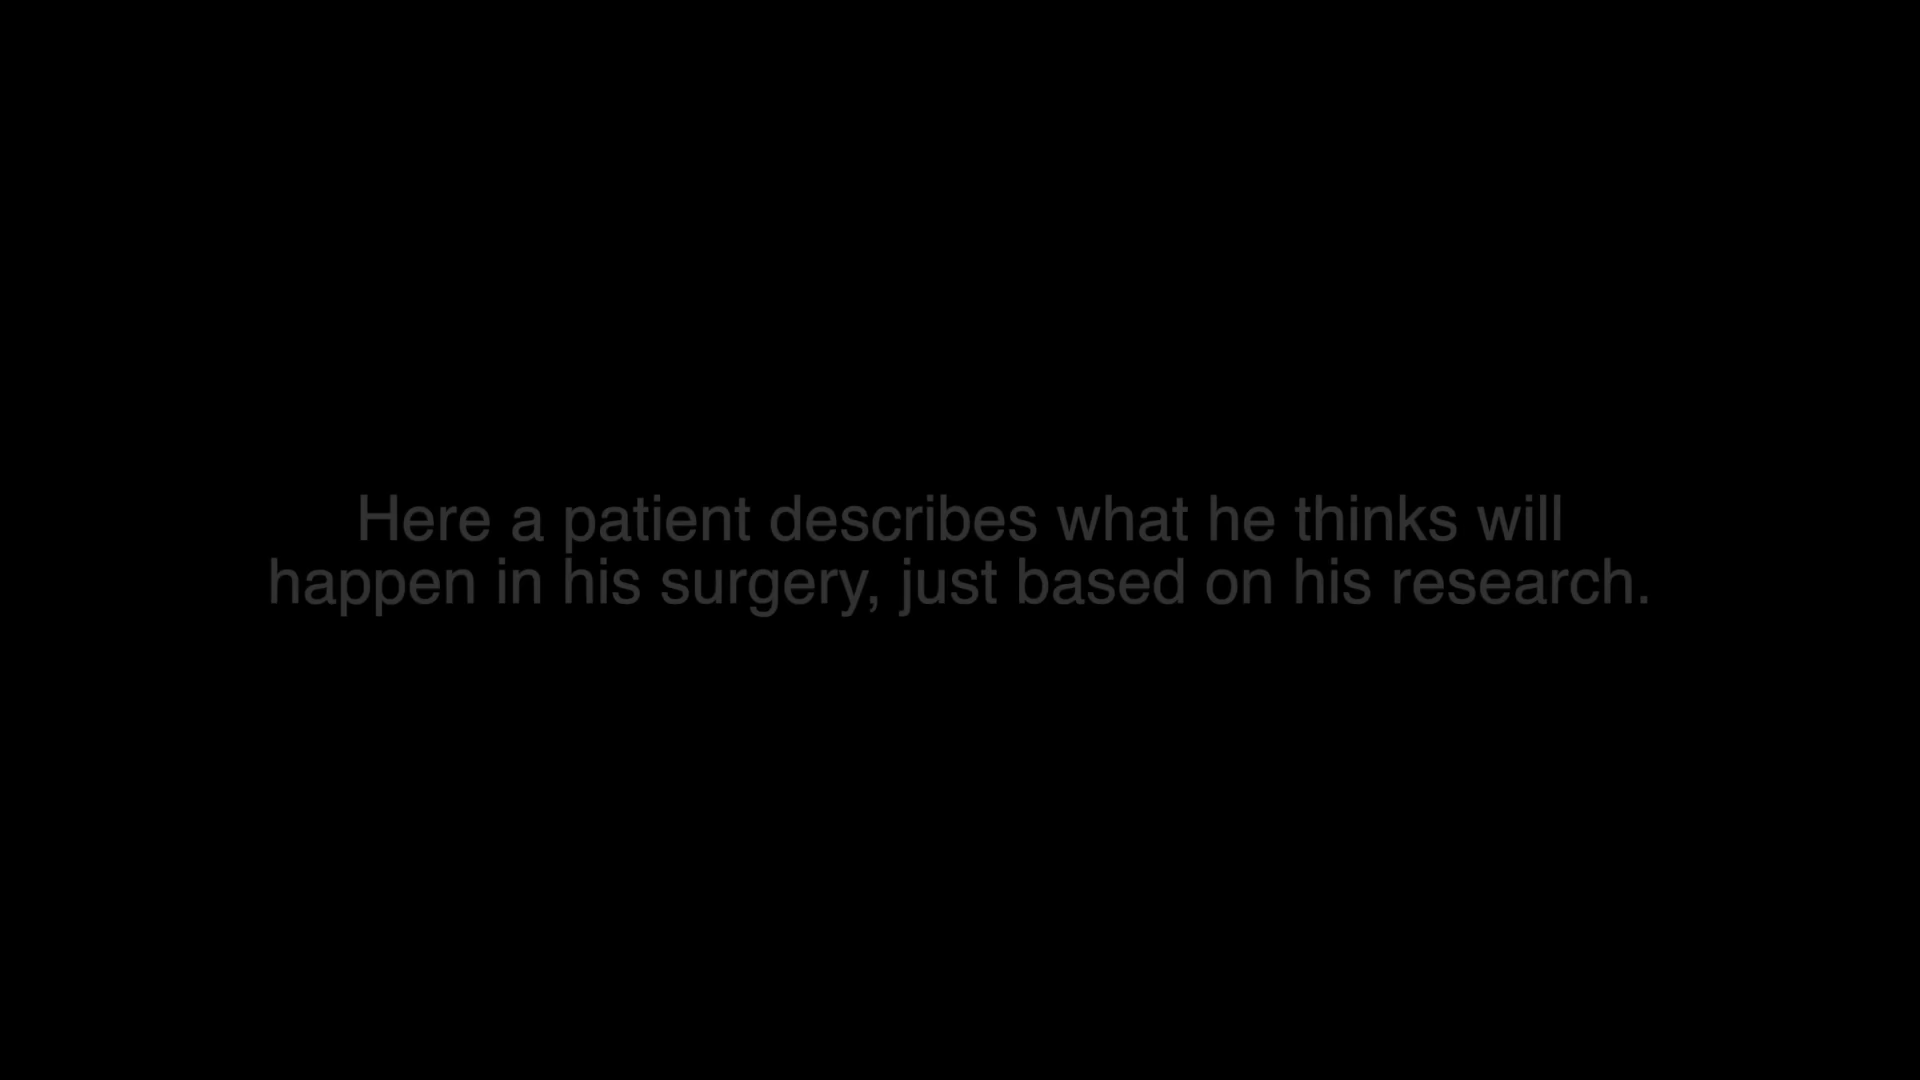 Here a patient describes what he thinks will
happen in his surgery, just based on his research.